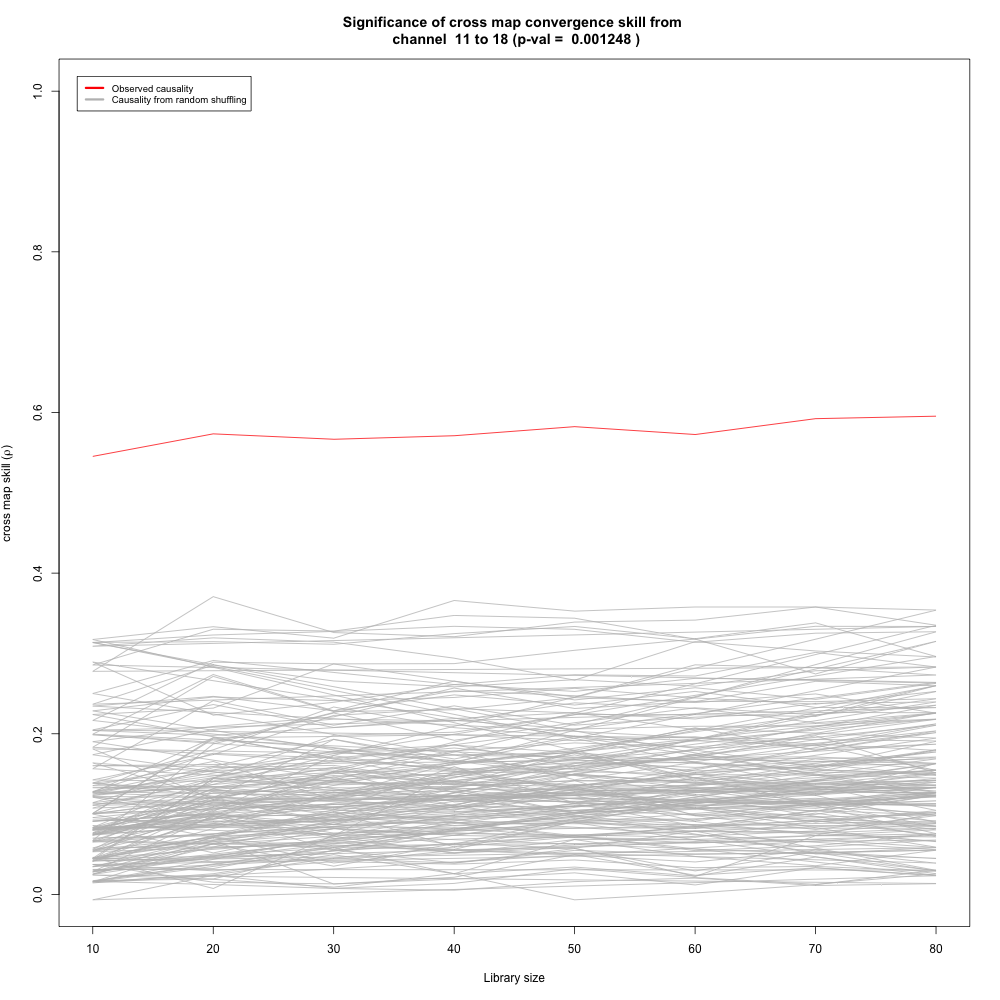 Significance of cross map convergence skill from
channel  11 to 18 (p-val =  0.001248 )
Observed causality
Causality from random shuffling
1.0
0.8
0.6
0.4
0.2
0.0
cross map skill (ρ)
10 20 30 40 50 60 70 80
Library size